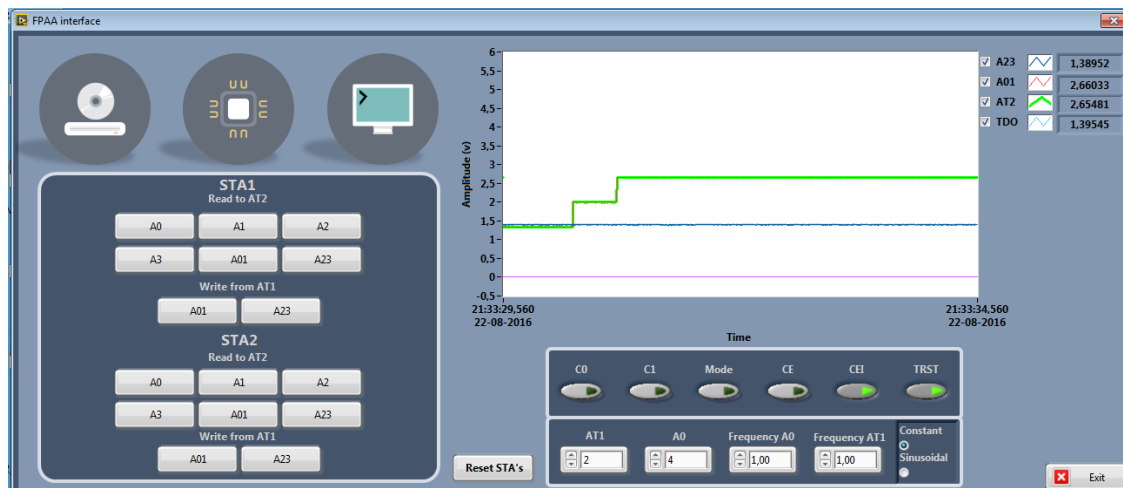 FPAA interface
STA1
Read to AT2
A0 A1 A2
A3 A01 A23
Write from AT1
A01 A23
STA2
Read to AT2
A0 A1 A2
A3 A01 A23
Write from AT1
A01 A23
Amplitude (v)
6
5,5
5
4,5
4
3,5
3
2,5
2
1,5
1
0,5
0
-0,5
21:33:29,560 21:33:34,560
22-08-2016 22-08-2016
Time
A23 1,38952
A01 2,66033
AT2 2,65481
TDO 1,39545
C0 C1 Mode CE CEI TRST
AT1 A0 Frequency A0 Frequency AT1
2 4 1,00 1,00
Constant
Sinusoidal
Reset STA's
Exit